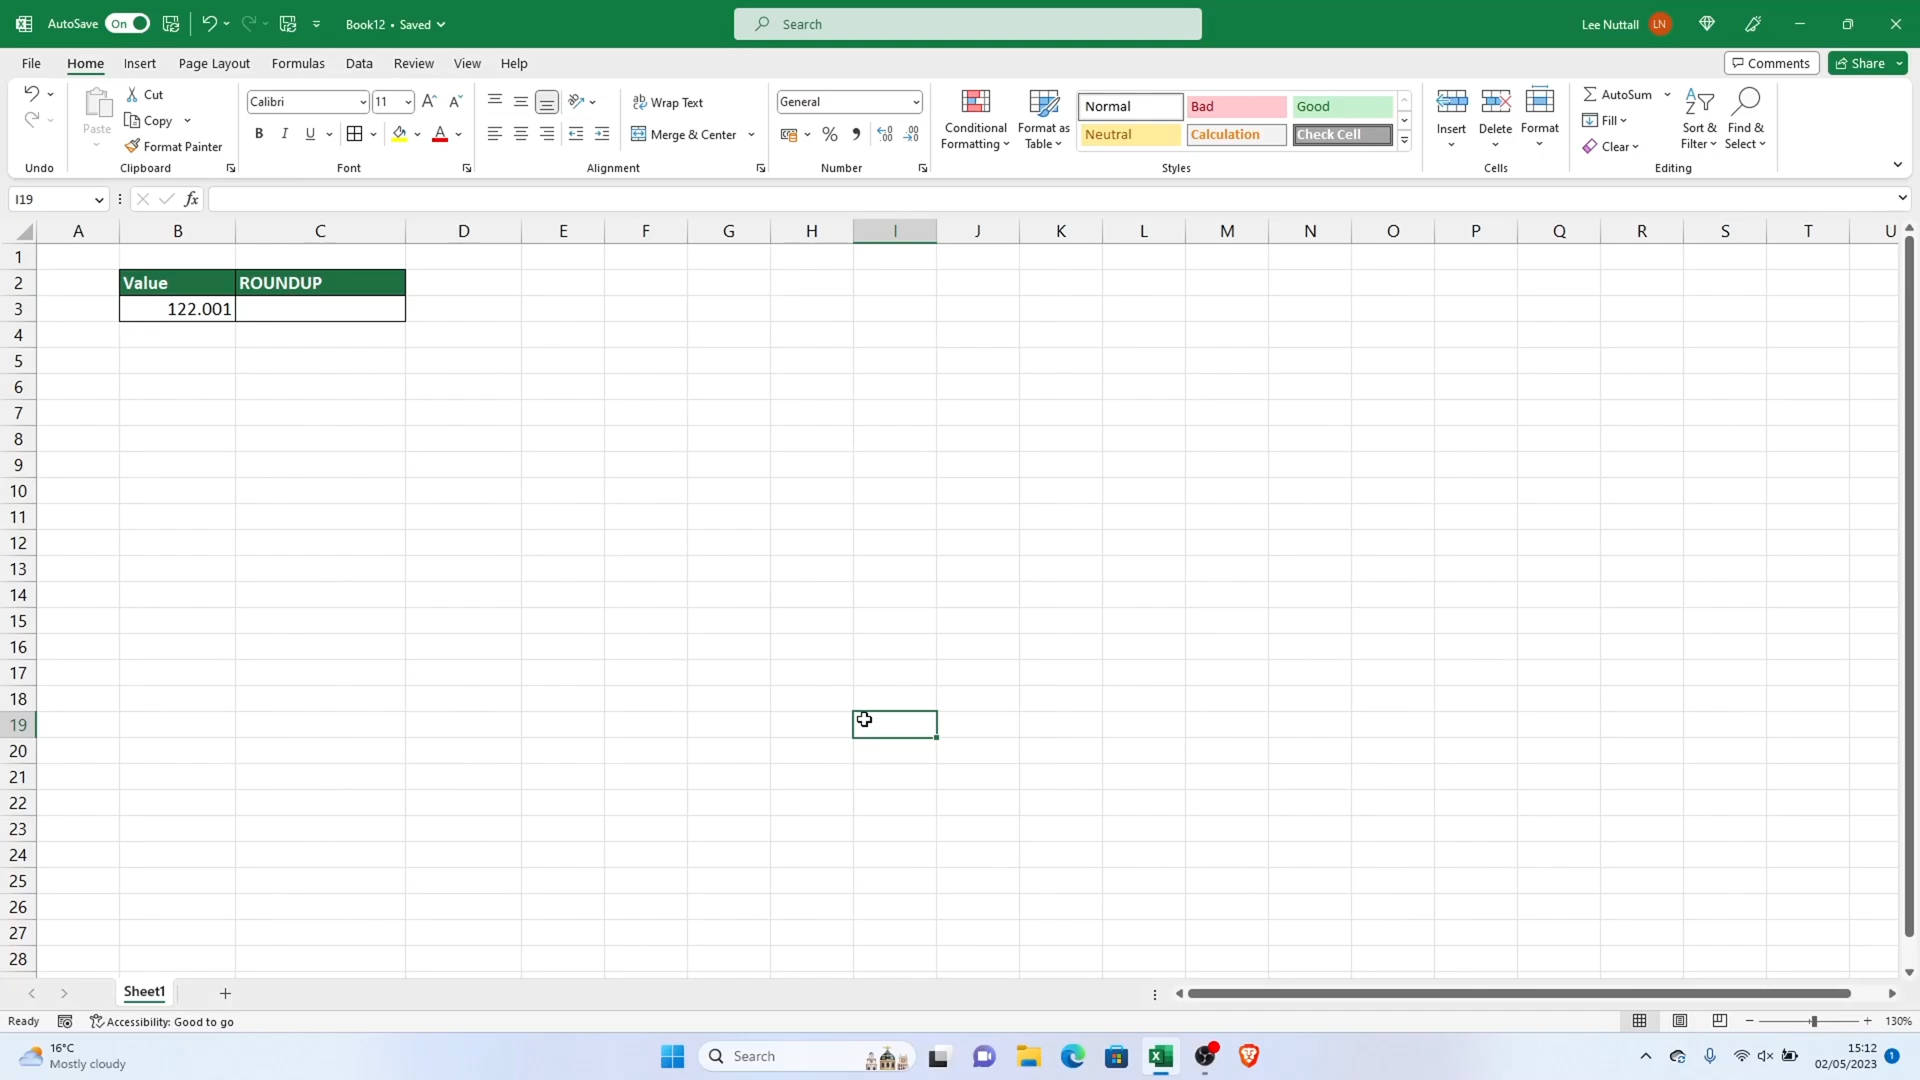 AutoSave On Book12 • Saved Search Lee Nuttall LN
File Home Insert Page Layout Formulas Data Review View Help Comments Share
Paste Cut Copy Format Painter
Calibri 11
B I U A
Wrap Text
Merge & Center
General
% ,
Conditional Formatting
Format as Table
Normal Bad Good
Neutral Calculation Check Cell
Insert Delete Format
AutoSum
Fill
Clear
Sort & Filter
Find & Select
Undo Clipboard Font Alignment Number Styles Cells Editing
I19 fx
A B C D E F G H I J K L M N O P Q R S T U
1
2 Value ROUNDUP
3 122.001
4
5
6
7
8
9
10
11
12
13
14
15
16
17
18
19
20
21
22
23
24
25
26
27
28
Sheet1
Ready Accessibility: Good to go 130%
16°C
Mostly cloudy
Search
15:12
02/05/2023
1